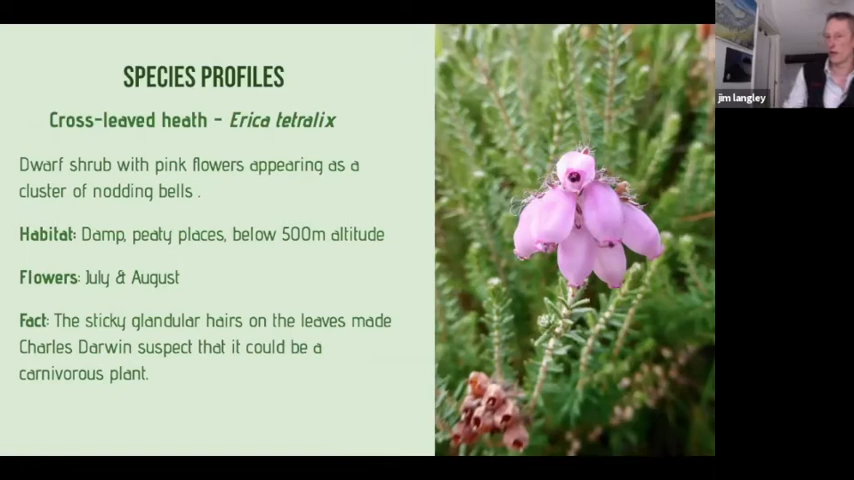 SPECIES PROFILES
Cross-leaved heath - Erica tetralix
Dwarf shrub with pink flowers appearing as a
cluster of nodding bells .
Habitat: Damp, peaty places, below 500m altitude
Flowers: July & August
Fact: The sticky glandular hairs on the leaves made
Charles Darwin suspect that it could be a
carnivorous plant.
jim langley